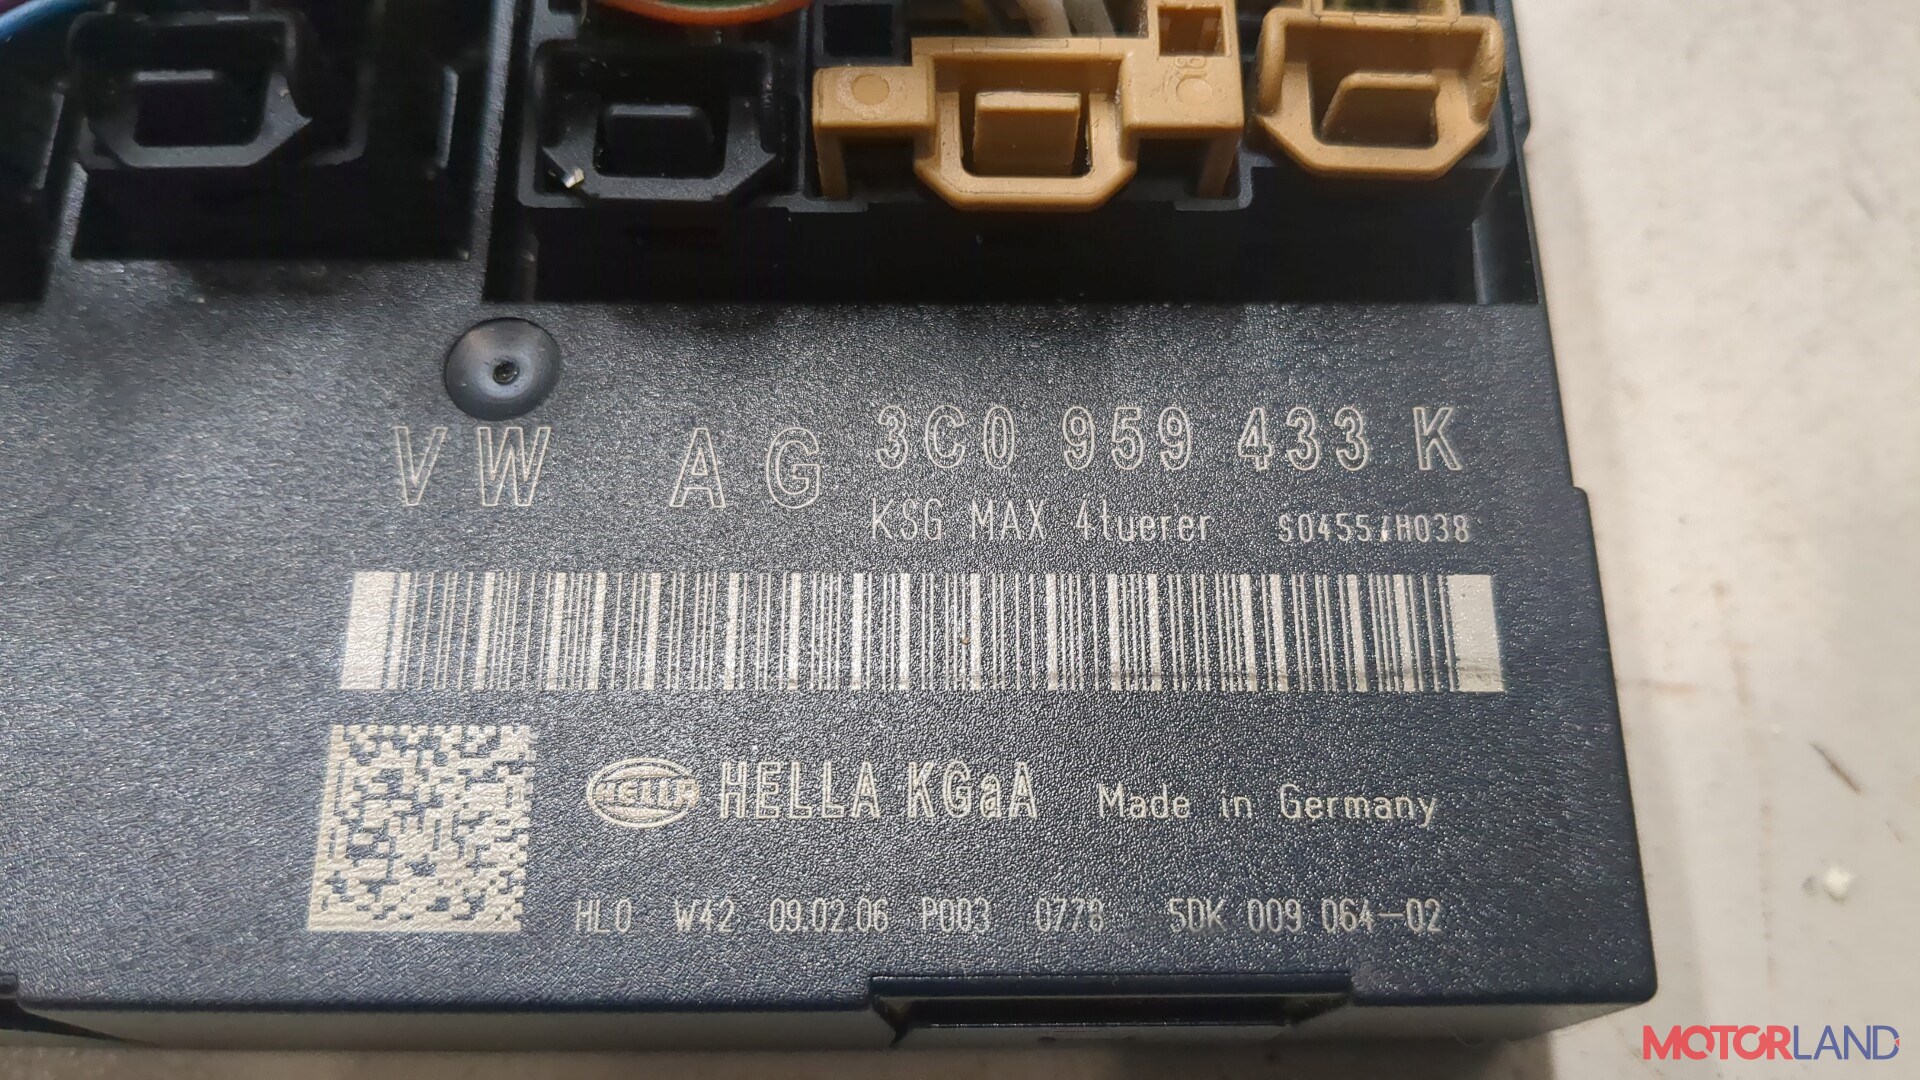 VW AG 3C0 959 433 K
KSG MAX 4tuerer S0455/H038
HELLA HELLA KGaA Made in Germany
HLO W42 09.02.06 P003 0778 5DK 009 064-02
MOTORLAND